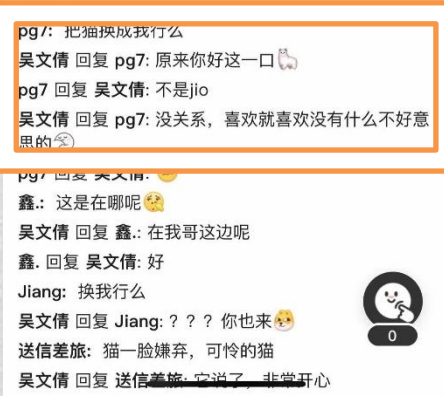 pg7: 把猫换成我行么
吴文倩 回复 pg7: 原来你好这一口
pg7 回复 吴文倩: 不是jio
吴文倩 回复 pg7: 没关系，喜欢就喜欢没有什么不好意
思的
pg7 回复 吴文倩:
鑫.: 这是在哪呢
吴文倩 回复 鑫.: 在我哥这边呢
鑫. 回复 吴文倩: 好
Jiang: 换我行么
吴文倩 回复 Jiang: ？？？你也来
0
送信差旅: 猫一脸嫌弃，可怜的猫
吴文倩 回复 送信差旅: 它说了，非常开心